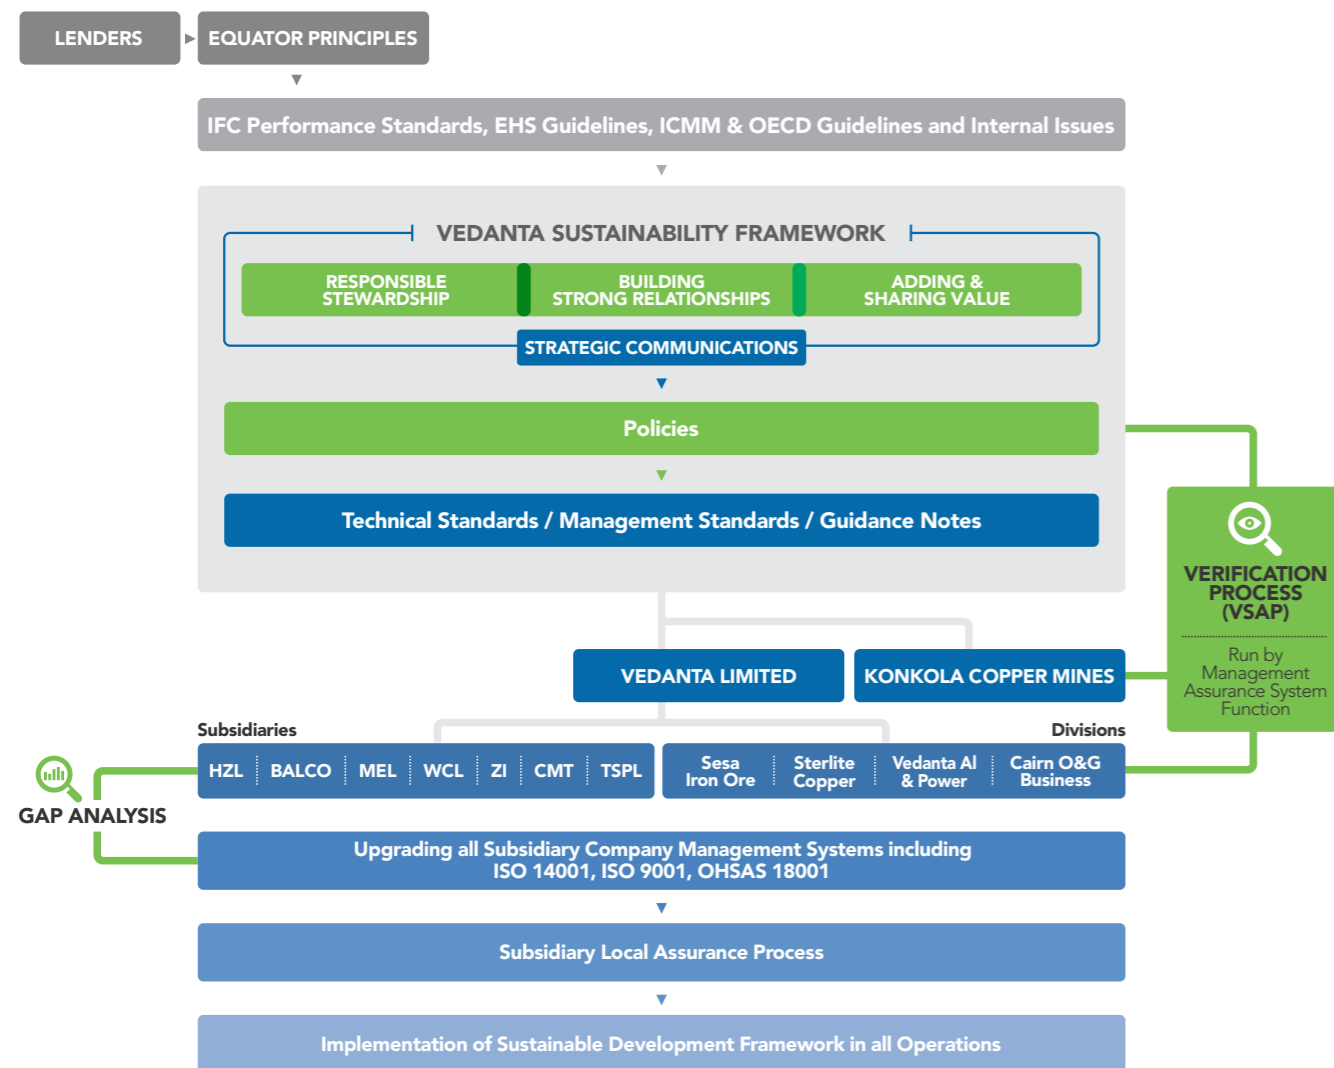 LENDERS
EQUATOR PRINCIPLES
IFC Performance Standards, EHS Guidelines, ICMM & OECD Guidelines and Internal Issues
VEDANTA SUSTAINABILITY FRAMEWORK
RESPONSIBLE
STEWARDSHIP
BUILDING
STRONG RELATIONSHIPS
ADDING &
SHARING VALUE
STRATEGIC COMMUNICATIONS
Policies
Technical Standards / Management Standards / Guidance Notes
VERIFICATION
PROCESS
(VSAP)
Run by
Management
Assurance System
Function
VEDANTA LIMITED
KONKOLA COPPER MINES
Subsidiaries
Divisions
HZL
BALCO
MEL
WCL
ZI
CMT
TSPL
Sesa
Iron Ore
Sterlite
Copper
Vedanta Al
& Power
Cairn O&G
Business
GAP ANALYSIS
Upgrading all Subsidiary Company Management Systems including
ISO 14001, ISO 9001, OHSAS 18001
Subsidiary Local Assurance Process
Implementation of Sustainable Development Framework in all Operations